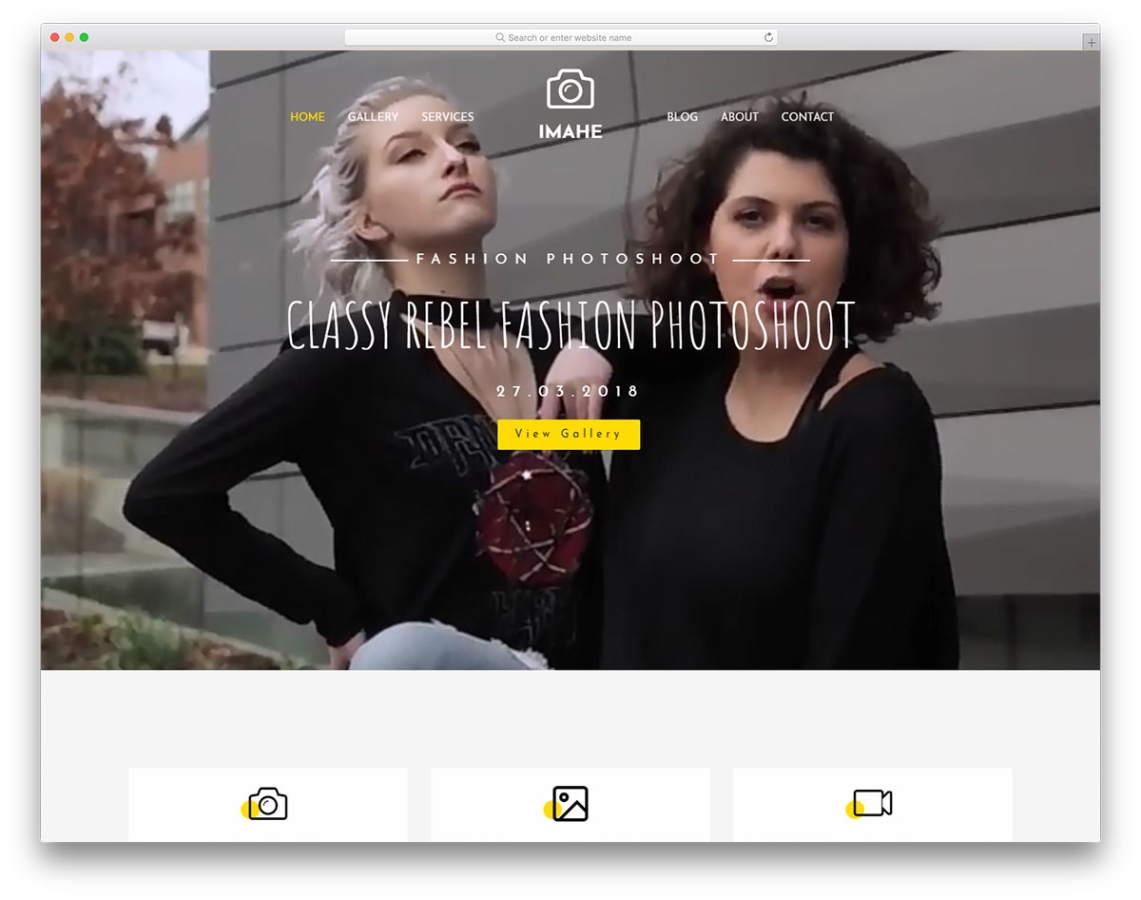 Search or enter website name
HOME GALLERY SERVICES
IMAHE
BLOG ABOUT CONTACT
FASHION PHOTOSHOOT
CLASSY REBEL FASHION PHOTOSHOOT
27.03.2018
View Gallery